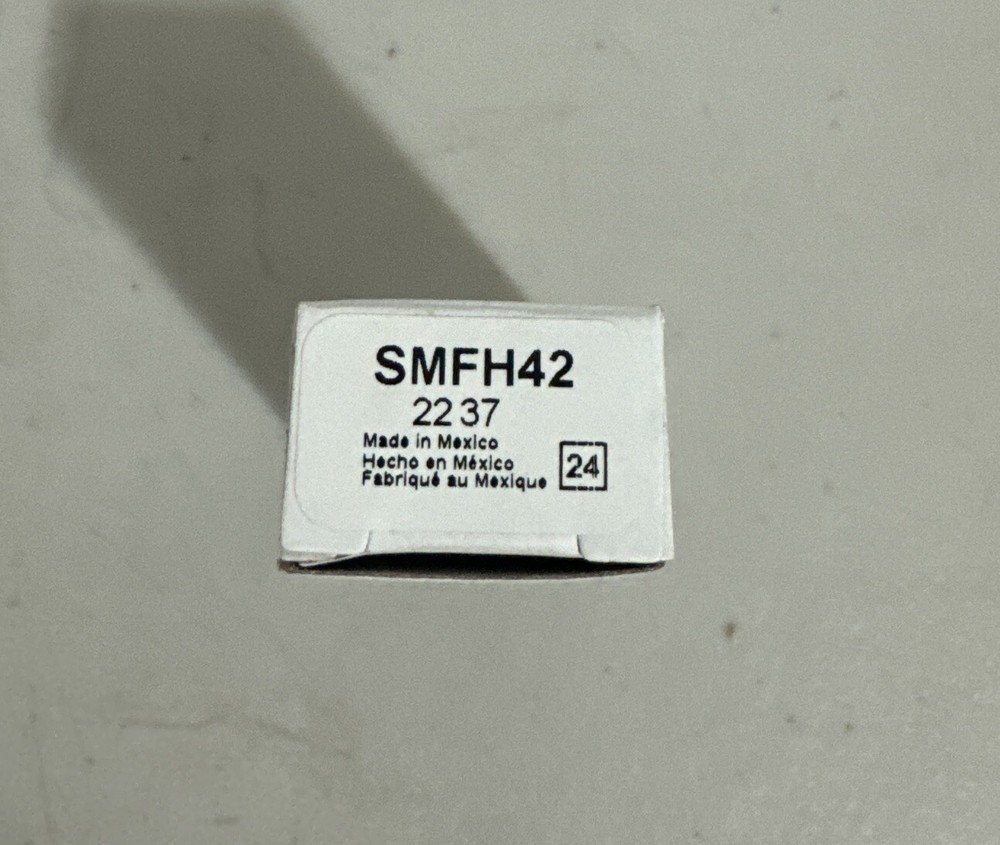 SMFH42
22 37
Made in Mexico
Hecho en México
Fabriqué au Mexique
24